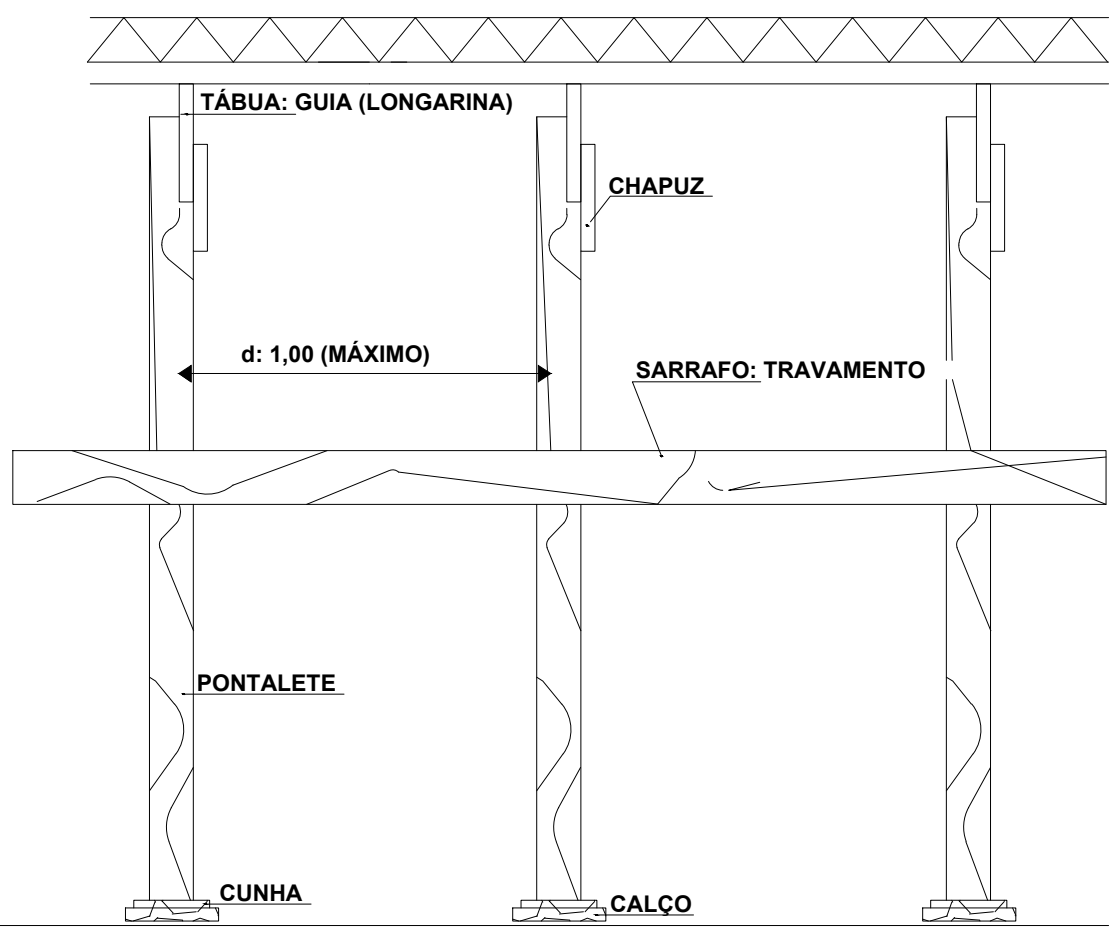 TÁBUA: GUIA (LONGARINA)
CHAPUZ
d: 1,00 (MÁXIMO)
SARRAFO: TRAVAMENTO
PONTALETE
CUNHA
CALÇO